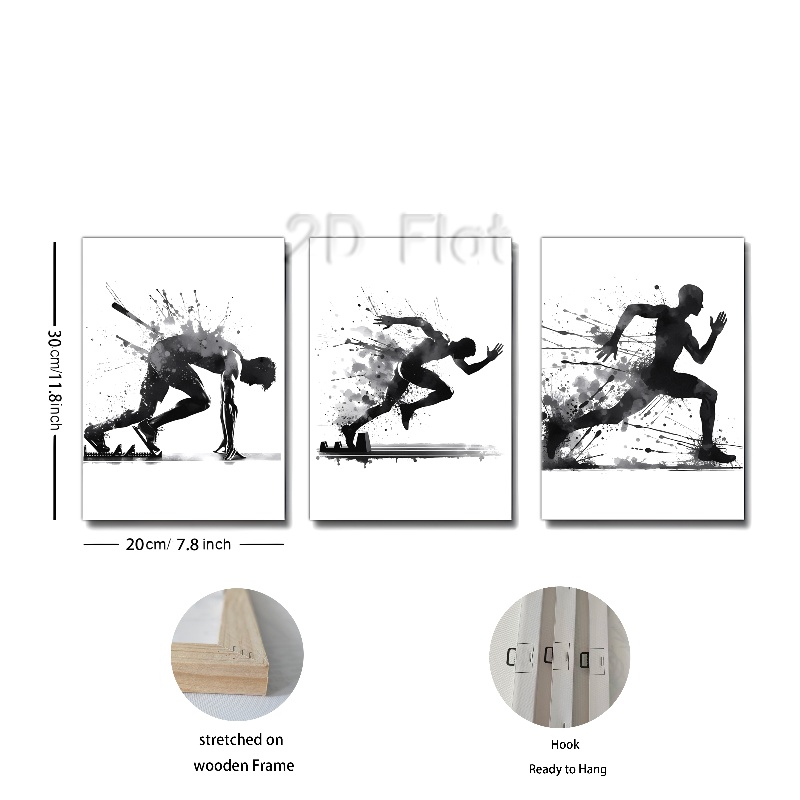 2D Flat
30cm/11.8inch
20cm/ 7.8 inch
stretched on
wooden Frame
Hook
Ready to Hang